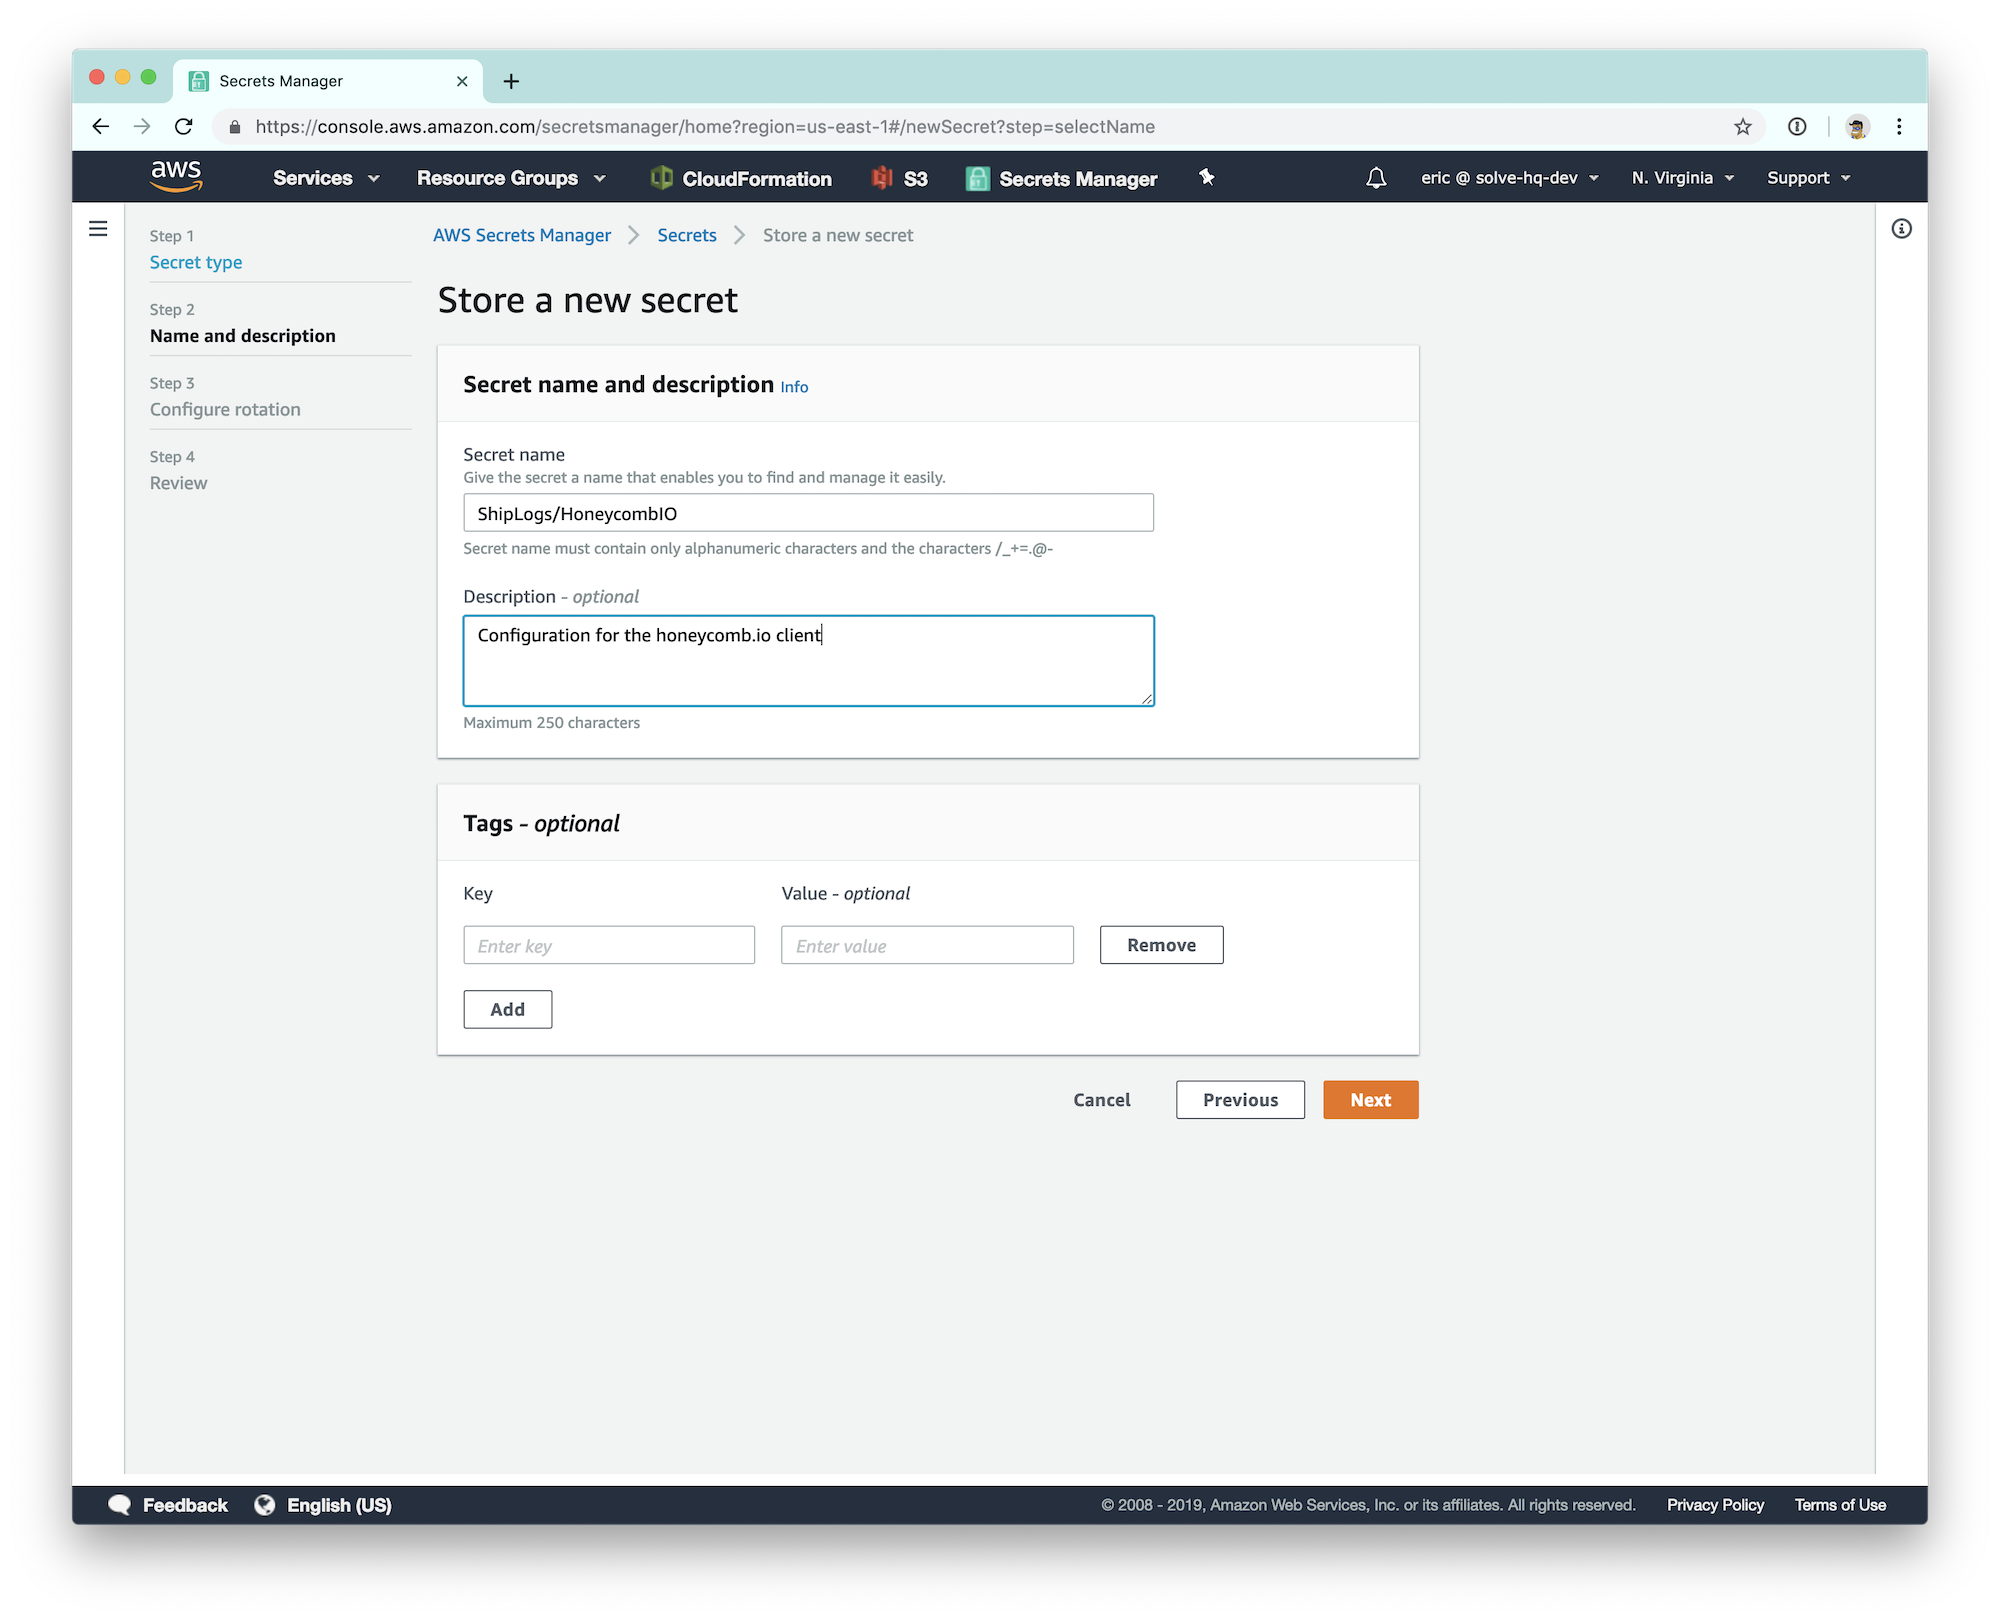 Secrets Manager
https://console.aws.amazon.com/secretsmanager/home?region=us-east-1#/newSecret?step=selectName
aws Services Resource Groups CloudFormation S3 Secrets Manager eric @ solve-hq-dev N. Virginia Support
Step 1
Secret type
Step 2
Name and description
Step 3
Configure rotation
Step 4
Review
AWS Secrets Manager Secrets Store a new secret
Store a new secret
Secret name and description Info
Secret name
Give the secret a name that enables you to find and manage it easily.
ShipLogs/HoneycombIO
Secret name must contain only alphanumeric characters and the characters /_+=.@-
Description - optional
Configuration for the honeycomb.io client
Maximum 250 characters
Tags - optional
Key Value - optional
Enter key Enter value Remove
Add
Cancel Previous Next
Feedback English (US) © 2008 - 2019, Amazon Web Services, Inc. or its affiliates. All rights reserved. Privacy Policy Terms of Use